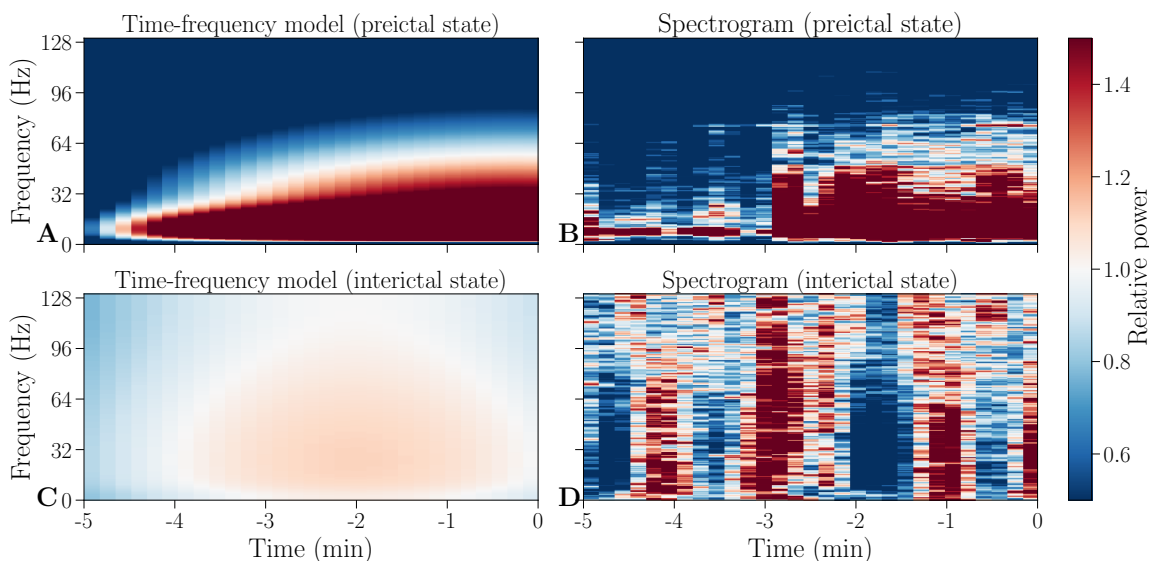 Time-frequency model (preictal state)
Spectrogram (preictal state)
128
96
64
32
0
Frequency (Hz)
A
B
1.4
1.2
1.0
0.8
0.6
Relative power
Time-frequency model (interictal state)
Spectrogram (interictal state)
128
96
64
32
0
Frequency (Hz)
C
D
-5 -4 -3 -2 -1 0
-5 -4 -3 -2 -1 0
Time (min)
Time (min)